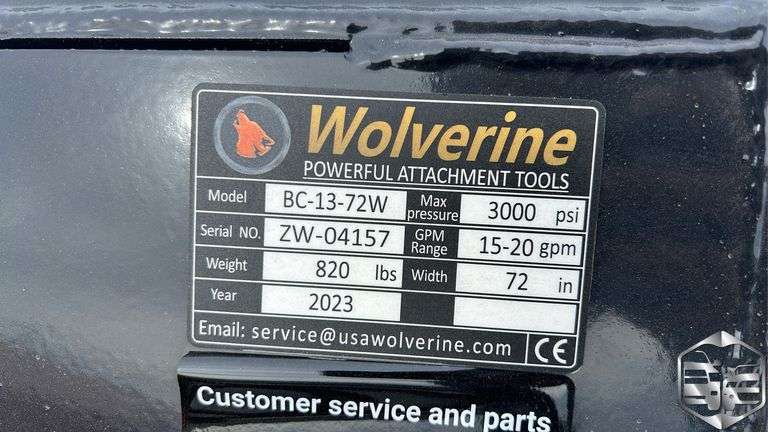 Wolverine
POWERFUL ATTACHMENT TOOLS
Model BC-13-72W Max pressure 3000 psi
Serial NO. ZW-04157 GPM Range 15-20 gpm
Weight 820 lbs Width 72 in
Year 2023
Email: service@usawolverine.com CE
Customer service and parts